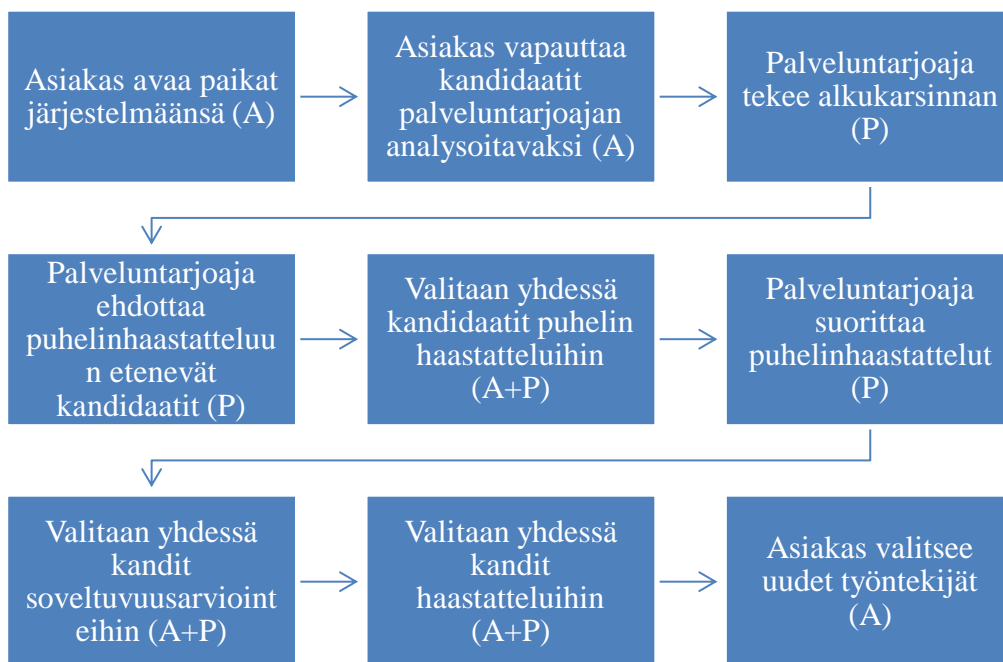 Asiakas avaa paikat
järjestelmäänsä (A)
Asiakas vapauttaa
kandidaatit
palveluntarjoajan
analysoitavaksi (A)
Palveluntarjoaja
tekee alkukarsinnan
(P)
Palveluntarjoaja
ehdottaa
puhelinhaastatteluu
n etenevät
kandidaatit (P)
Valitaan yhdessä
kandidaatit puhelin
haastatteluihin
(A+P)
Palveluntarjoaja
suorittaa
puhelinhaastattelut
(P)
Valitaan yhdessä
kandit
soveltuvuusarvioint
eihin (A+P)
Valitaan yhdessä
kandit
haastatteluihin
(A+P)
Asiakas valitsee
uudet työntekijät
(A)